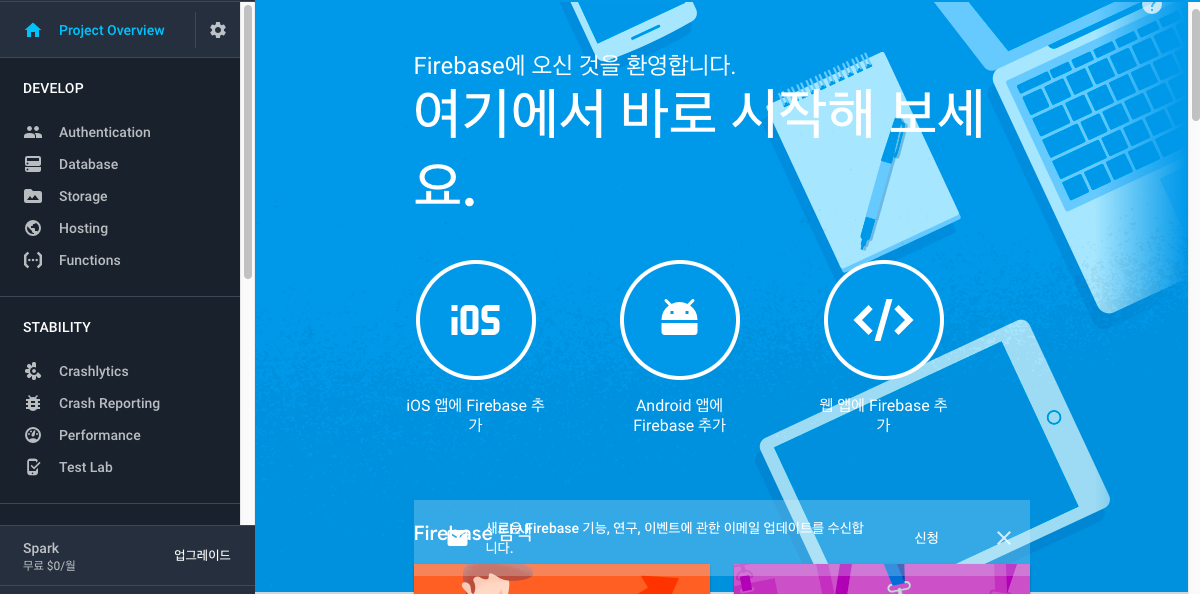 Project Overview
DEVELOP
Authentication
Database
Storage
Hosting
Functions
STABILITY
Crashlytics
Crash Reporting
Performance
Test Lab
Spark
무료 $0/월
업그레이드
?
Firebase에 오신 것을 환영합니다.
여기에서 바로 시작해 보세
요.
iOS
iOS 앱에 Firebase 추
가
Android 앱에
Firebase 추가
</>
웹 앱에 Firebase 추
가
Firebase 탐색
새로운 Firebase 기능, 연구, 이벤트에 관한 이메일 업데이트를 수신합
니다.
신청